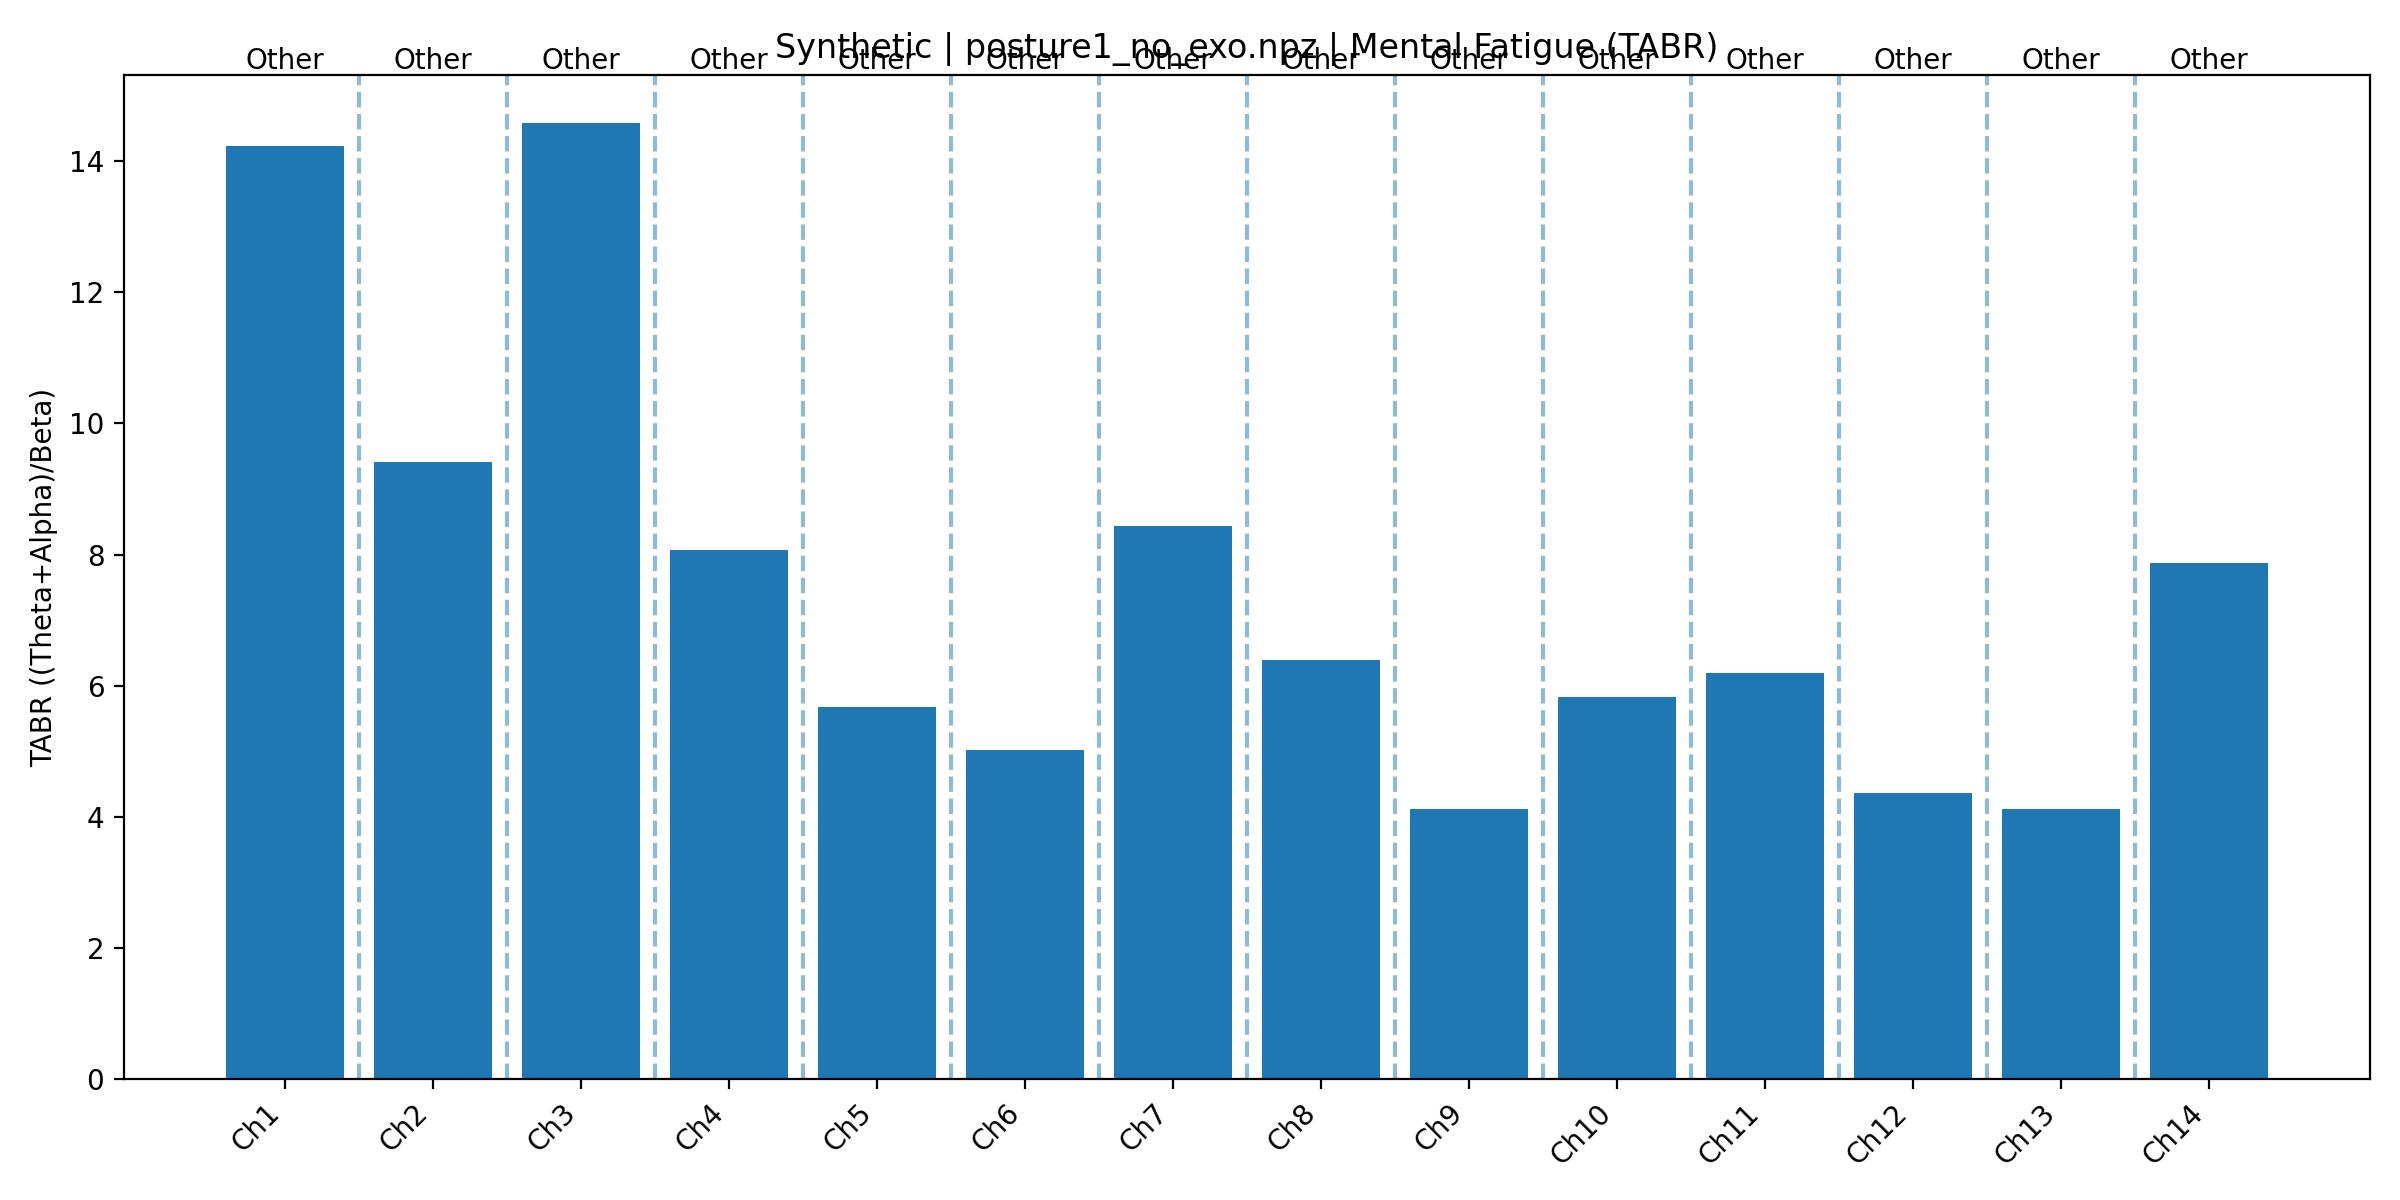 Synthetic | posture1_no_exo.npz | Mental Fatigue (TABR)
Other Other Other Other Other Other Other Other Other Other Other Other Other Other
TABR ((Theta+Alpha)/Beta)
14
12
10
8
6
4
2
0
Ch1 Ch2 Ch3 Ch4 Ch5 Ch6 Ch7 Ch8 Ch9 Ch10 Ch11 Ch12 Ch13 Ch14